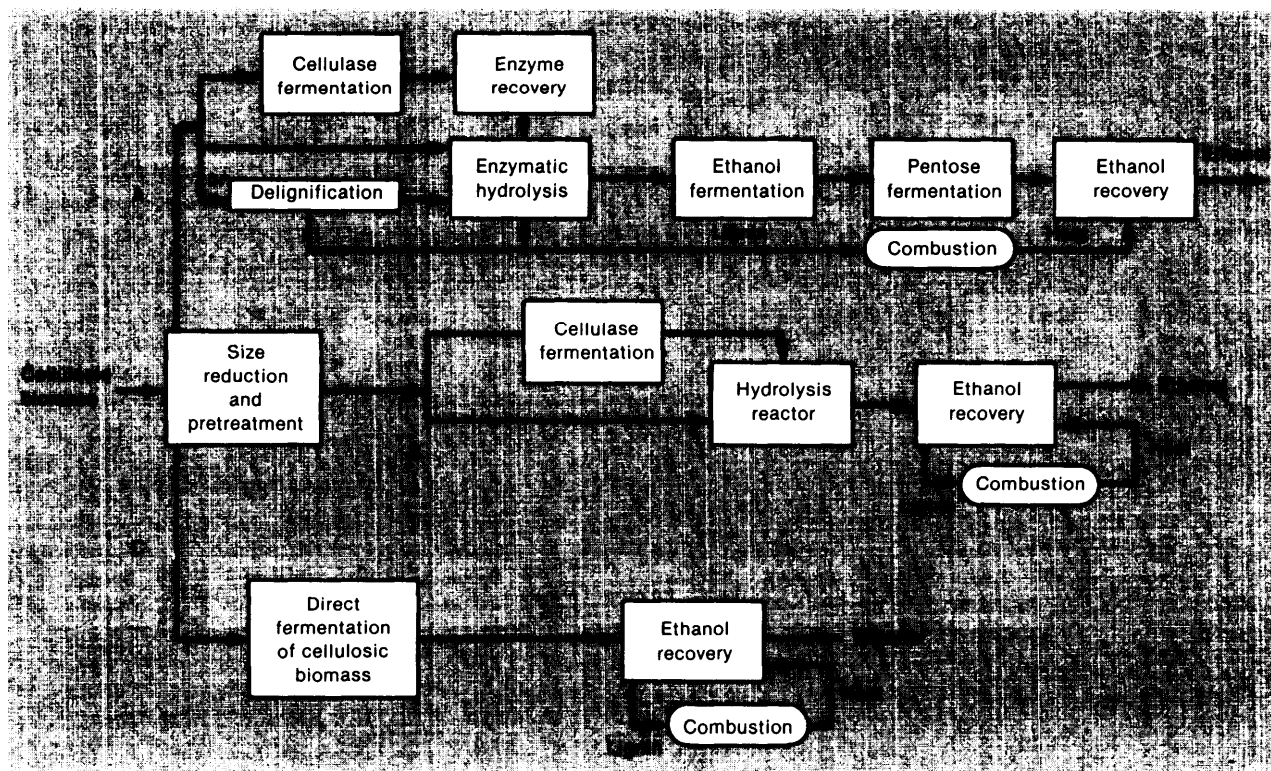 Cellulase
fermentation
Enzyme
recovery
Enzymatic
hydrolysis
Ethanol
fermentation
Pentose
fermentation
Ethanol
recovery
Delignification
Combustion
Cellulase
fermentation
Size
reduction
and
pretreatment
Hydrolysis
reactor
Ethanol
recovery
Combustion
Direct
fermentation
of cellulosic
biomass
Ethanol
recovery
Combustion